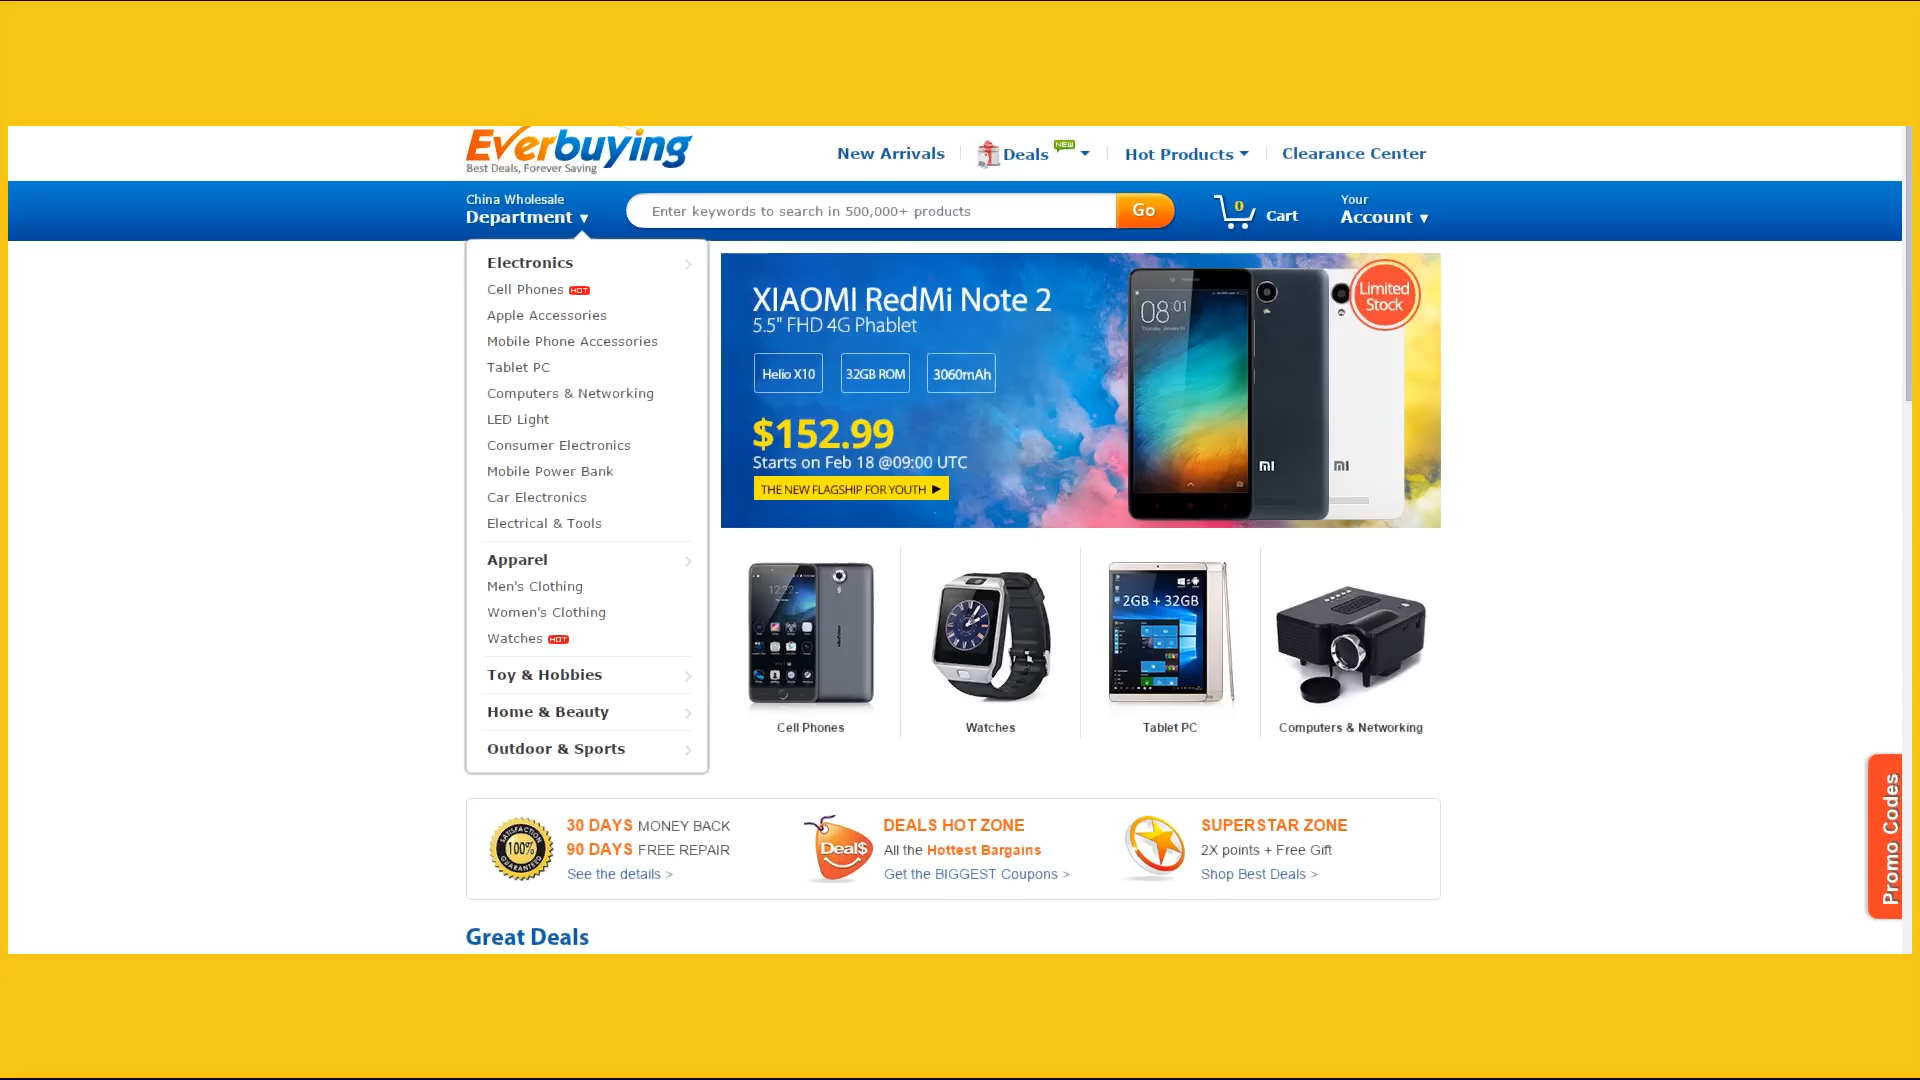 Everbuying
Best Deals, Forever Saving
New Arrivals
Deals
NEW
Hot Products
Clearance Center
China Wholesale
Department
Enter keywords to search in 500,000+ products
Go
0
Cart
Your
Account
Electronics
Cell Phones HOT
Apple Accessories
Mobile Phone Accessories
Tablet PC
Computers & Networking
LED Light
Consumer Electronics
Mobile Power Bank
Car Electronics
Electrical & Tools
Apparel
Men's Clothing
Women's Clothing
Watches HOT
Toy & Hobbies
Home & Beauty
Outdoor & Sports
XIAOMI RedMi Note 2
5.5" FHD 4G Phablet
Helio X10
32GB ROM
3060mAh
$152.99
Starts on Feb 18 @09:00 UTC
THE NEW FLAGSHIP FOR YOUTH
08:01
mi
mi
Limited
Stock
2GB + 32GB
Cell Phones
Watches
Tablet PC
Computers & Networking
SATISFACTION
100%
GUARANTEED
30 DAYS MONEY BACK
90 DAYS FREE REPAIR
See the details >
Deal$
DEALS HOT ZONE
All the Hottest Bargains
Get the BIGGEST Coupons >
SUPERSTAR ZONE
2X points + Free Gift
Shop Best Deals >
Promo Codes
Great Deals